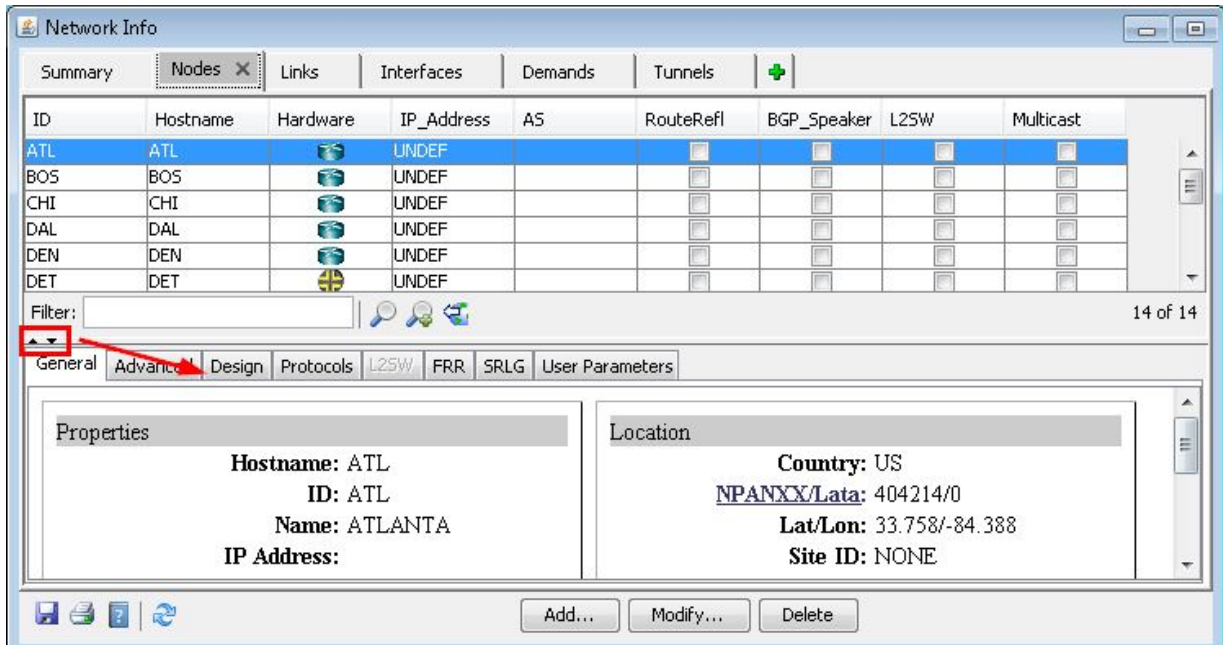 Network Info
Summary Nodes Links Interfaces Demands Tunnels
ID Hostname Hardware IP_Address AS RouteRefl BGP_Speaker L2SW Multicast
ATL ATL UNDEF
BOS BOS UNDEF
CHI CHI UNDEF
DAL DAL UNDEF
DEN DEN UNDEF
DET DET UNDEF
Filter: 14 of 14
General Advanced Design Protocols L2SW FRR SRLG User Parameters
Properties Location
Hostname: ATL Country: US
ID: ATL NPANXX/Lata: 404214/0
Name: ATLANTA Lat/Lon: 33.758/-84.388
IP Address: Site ID: NONE
Add... Modify... Delete